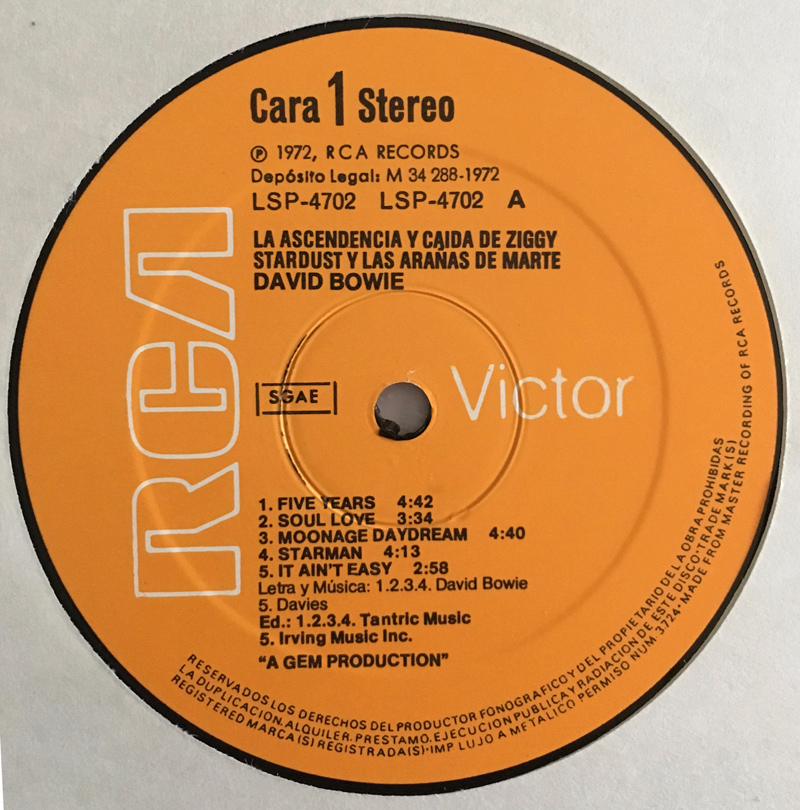 Cara 1 Stereo
℗ 1972, RCA RECORDS
Depósito Legal: M 34 288-1972
LSP-4702 LSP-4702 A
LA ASCENDENCIA Y CAIDA DE ZIGGY
STARDUST Y LAS ARAÑAS DE MARTE
DAVID BOWIE
RCA
SGAE
Victor
1. FIVE YEARS 4:42
2. SOUL LOVE 3:34
3. MOONAGE DAYDREAM 4:40
4. STARMAN 4:13
5. IT AIN'T EASY 2:58
Letra y Música: 1.2.3.4. David Bowie
5. Davies
Ed.: 1.2.3.4. Tantric Music
5. Irving Music Inc.
"A GEM PRODUCTION"
RESERVADOS LOS DERECHOS DEL PRODUCTOR FONOGRAFICO Y DEL PROPIETARIO DE LA OBRA PROHIBIDAS
LA DUPLICACION, ALQUILER, PRESTAMO, EJECUCION PUBLICA Y RADIACION DE ESTE DISCO·TRADE MARK(S)
REGISTERED MARCA(S) REGISTRADA(S)·IMP LUJO A METALICO PERMISO NUM 3724·MADE FROM MASTER RECORDING OF RCA RECORDS